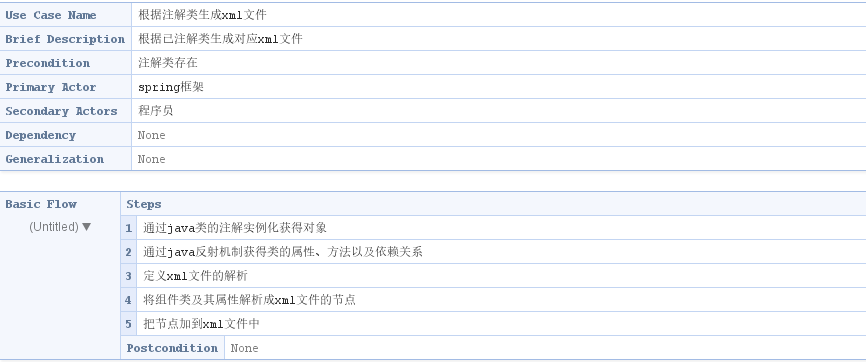 Use Case Name 根据注解类生成xml文件
Brief Description 根据已注解类生成对应xml文件
Precondition 注解类存在
Primary Actor spring框架
Secondary Actors 程序员
Dependency None
Generalization None
Basic Flow Steps
(Untitled) ▼
1 通过java类的注解实例化获得对象
2 通过java反射机制获得类的属性、方法以及依赖关系
3 定义xml文件的解析
4 将组件类及其属性解析成xml文件的节点
5 把节点加到xml文件中
Postcondition None